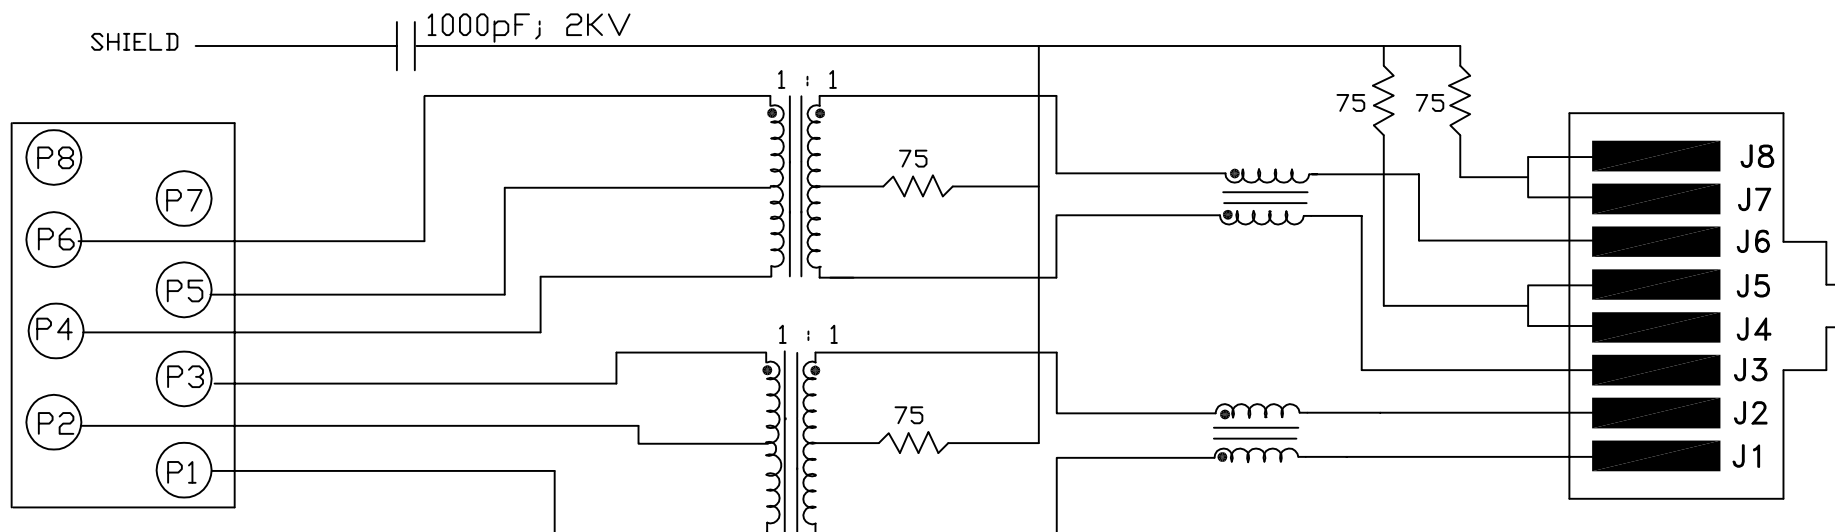 1000pF; 2KV
SHIELD
1 : 1
75 75
P8 75 J8
P7 J7
P6 J6
P5 J5
P4 1 : 1 J4
P3 J3
P2 75 J2
P1 J1